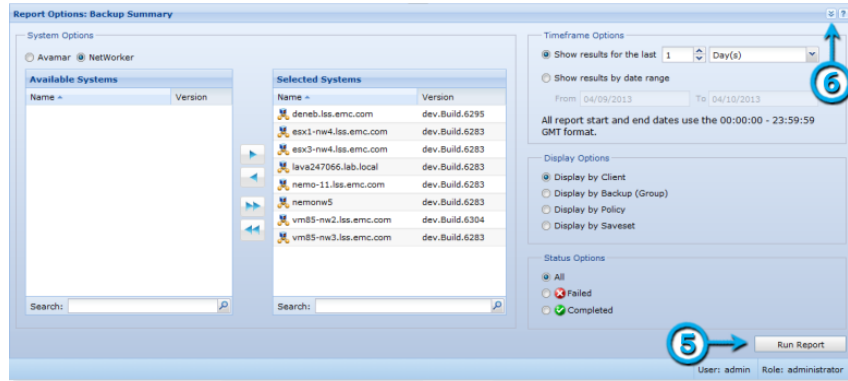 Report Options: Backup Summary
?
System Options
Avamar NetWorker
Available Systems
Name Version
Search:
Selected Systems
Name Version
deneb.lss.emc.com dev.Build.6295
esx1-nw4.lss.emc.com dev.Build.6283
esx3-nw4.lss.emc.com dev.Build.6283
lava247066.lab.local dev.Build.6283
nemo-11.lss.emc.com dev.Build.6283
nemonw5 dev.Build.6283
vm85-nw2.lss.emc.com dev.Build.6304
vm85-nw3.lss.emc.com dev.Build.6283
Search:
Timeframe Options
Show results for the last 1 Day(s)
Show results by date range
From 04/09/2013 To 04/10/2013
All report start and end dates use the 00:00:00 - 23:59:59
GMT format.
6
Display Options
Display by Client
Display by Backup (Group)
Display by Policy
Display by Saveset
Status Options
All
Failed
Completed
5
Run Report
User: admin Role: administrator